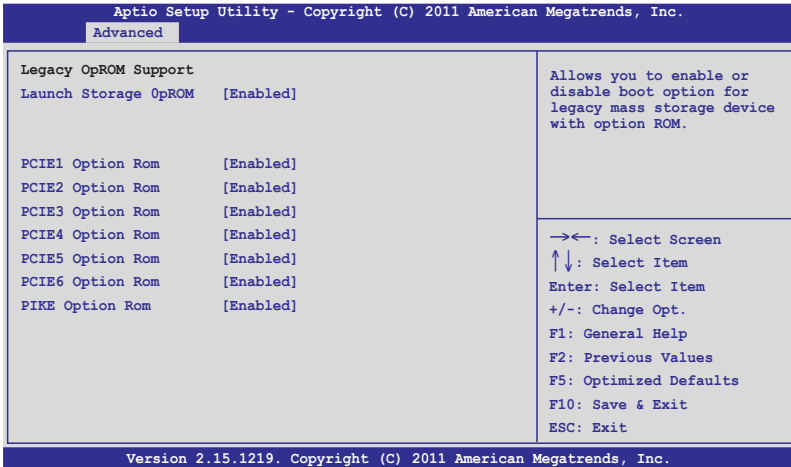 Aptio Setup Utility - Copyright (C) 2011 American Megatrends, Inc.
Advanced
Legacy OpROM Support
Launch Storage 0pROM [Enabled]
PCIE1 Option Rom [Enabled]
PCIE2 Option Rom [Enabled]
PCIE3 Option Rom [Enabled]
PCIE4 Option Rom [Enabled]
PCIE5 Option Rom [Enabled]
PCIE6 Option Rom [Enabled]
PIKE Option Rom [Enabled]
Allows you to enable or
disable boot option for
legacy mass storage device
with option ROM.
→←: Select Screen
↑↓: Select Item
Enter: Select Item
+/-: Change Opt.
F1: General Help
F2: Previous Values
F5: Optimized Defaults
F10: Save & Exit
ESC: Exit
Version 2.15.1219. Copyright (C) 2011 American Megatrends, Inc.